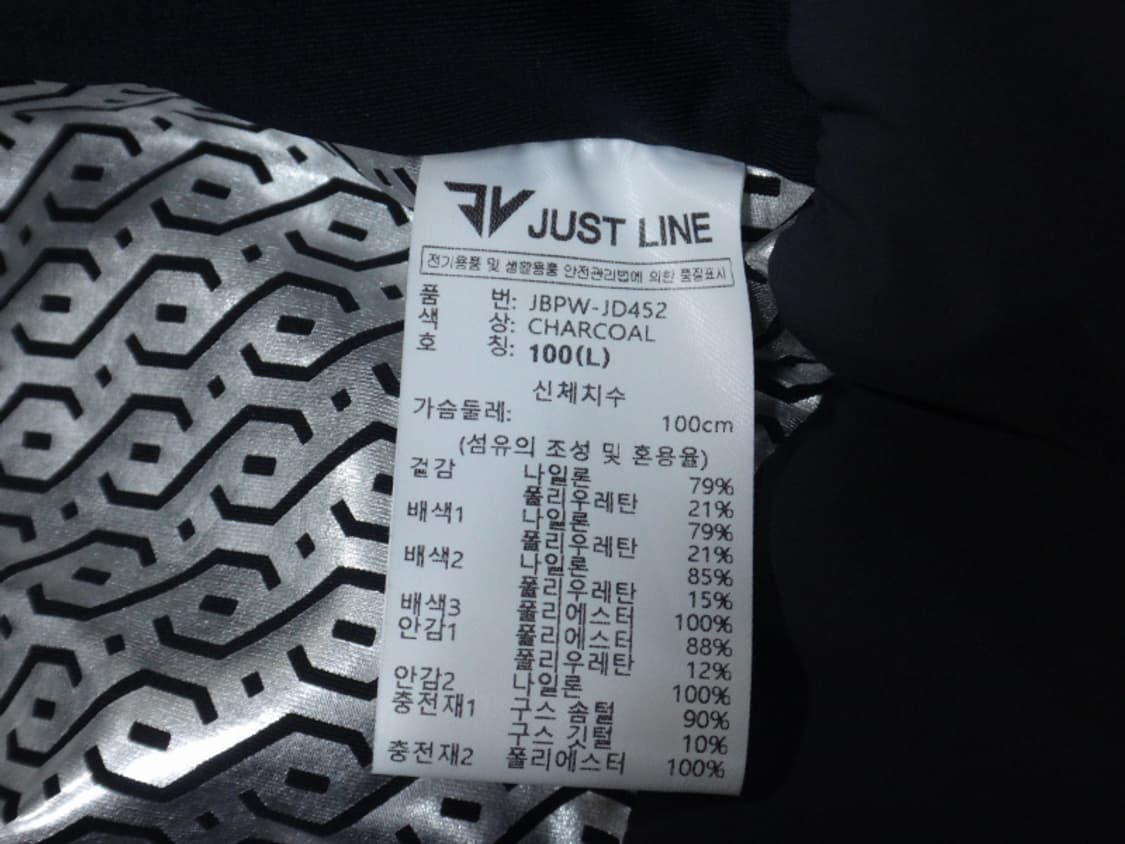 JUST LINE
전기용품 및 생활용품 안전관리법에 의한 품질표시
품 번: JBPW-JD452
색 상: CHARCOAL
호 칭: 100(L)
신체치수
가슴둘레: 100cm
(섬유의 조성 및 혼용율)
겉감 나일론 79%
폴리우레탄 21%
배색1 나일론 79%
폴리우레탄 21%
배색2 나일론 85%
폴리우레탄 15%
배색3 폴리에스터 100%
안감1 폴리에스터 88%
폴리우레탄 12%
안감2 나일론 100%
충전재1 구스 솜털 90%
구스 깃털 10%
충전재2 폴리에스터 100%